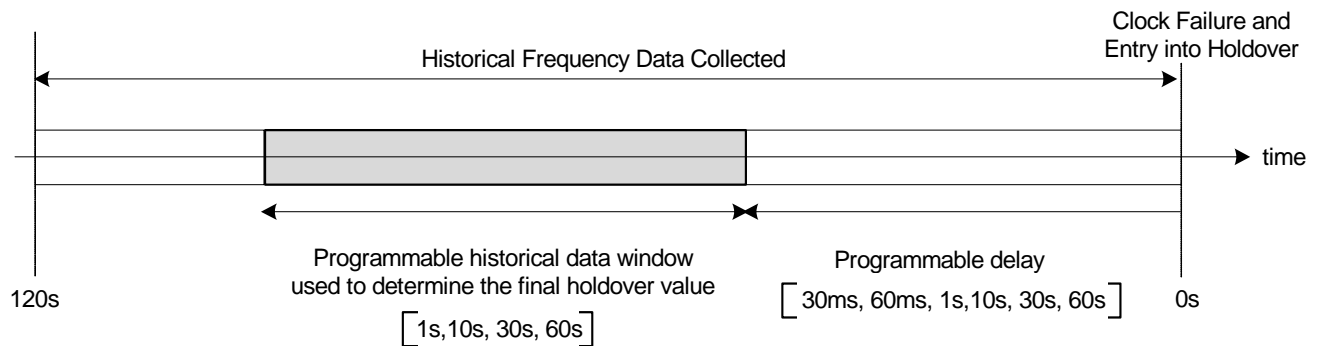 Clock Failure and
Entry into Holdover
Historical Frequency Data Collected
time
Programmable historical data window
used to determine the final holdover value
[1s,10s, 30s, 60s]
Programmable delay
[30ms, 60ms, 1s,10s, 30s, 60s]
120s
0s